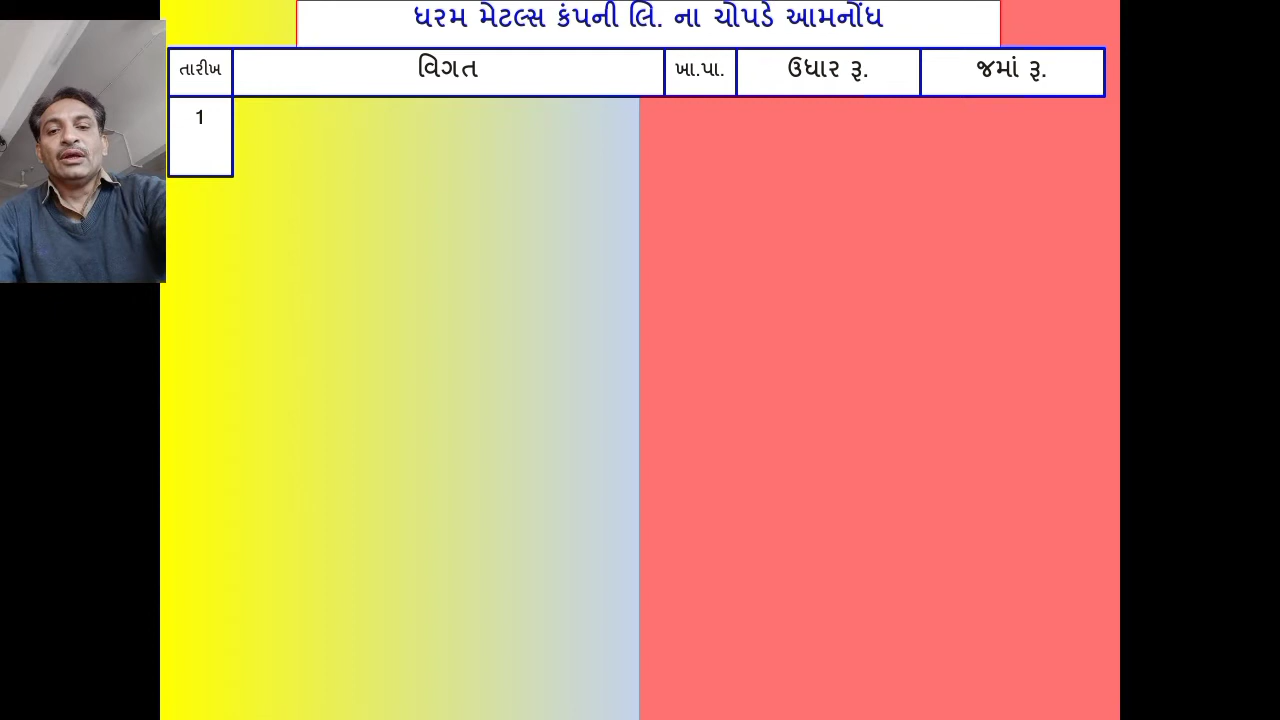 ધરમ મેટલ્સ કંપની લિ. ના ચોપડે આમનોંધ
તારીખ વિગત ખા.પા. ઉધાર રૂ. જમાં રૂ.
1